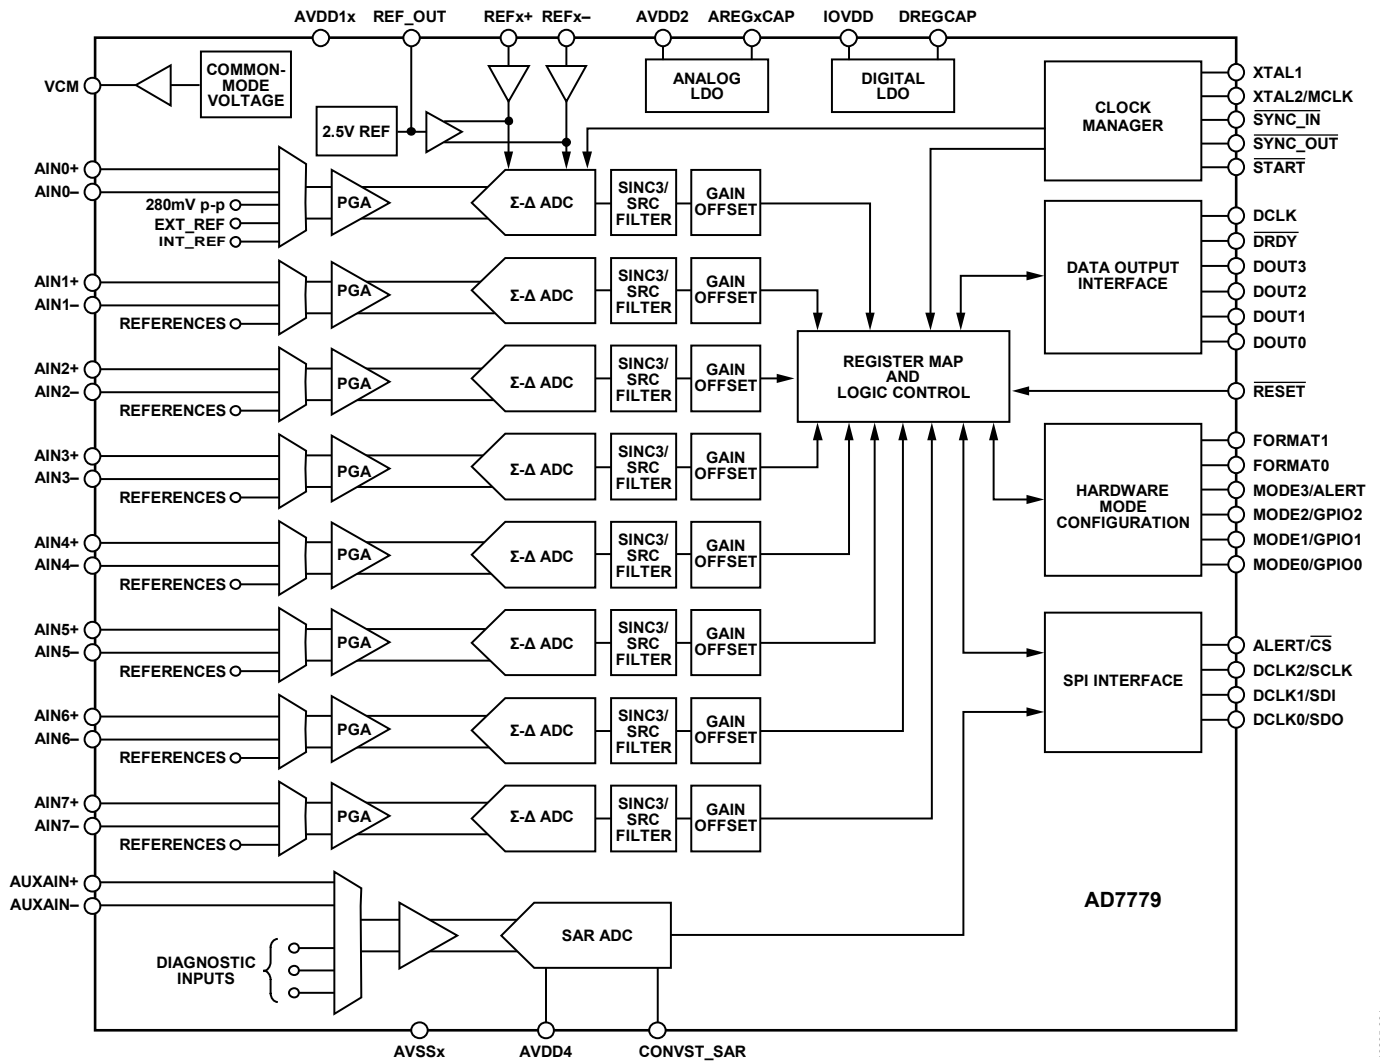 AVDD1x REF_OUT REFx+ REFx– AVDD2 AREGxCAP IOVDD DREGCAP
VCM
COMMON-
MODE
VOLTAGE
2.5V REF
ANALOG
LDO
DIGITAL
LDO
CLOCK
MANAGER
XTAL1
XTAL2/MCLK
SYNC_IN
SYNC_OUT
START
AIN0+
AIN0–
280mV p-p
EXT_REF
INT_REF
PGA
Σ-Δ ADC
SINC3/
SRC
FILTER
GAIN
OFFSET
DATA OUTPUT
INTERFACE
DCLK
DRDY
DOUT3
DOUT2
DOUT1
DOUT0
AIN1+
AIN1–
REFERENCES
PGA
Σ-Δ ADC
SINC3/
SRC
FILTER
GAIN
OFFSET
REGISTER MAP
AND
LOGIC CONTROL
RESET
AIN2+
AIN2–
REFERENCES
PGA
Σ-Δ ADC
SINC3/
SRC
FILTER
GAIN
OFFSET
AIN3+
AIN3–
REFERENCES
PGA
Σ-Δ ADC
SINC3/
SRC
FILTER
GAIN
OFFSET
HARDWARE
MODE
CONFIGURATION
FORMAT1
FORMAT0
MODE3/ALERT
MODE2/GPIO2
MODE1/GPIO1
MODE0/GPIO0
AIN4+
AIN4–
REFERENCES
PGA
Σ-Δ ADC
SINC3/
SRC
FILTER
GAIN
OFFSET
AIN5+
AIN5–
REFERENCES
PGA
Σ-Δ ADC
SINC3/
SRC
FILTER
GAIN
OFFSET
SPI INTERFACE
ALERT/CS
DCLK2/SCLK
DCLK1/SDI
DCLK0/SDO
AIN6+
AIN6–
REFERENCES
PGA
Σ-Δ ADC
SINC3/
SRC
FILTER
GAIN
OFFSET
AIN7+
AIN7–
REFERENCES
PGA
Σ-Δ ADC
SINC3/
SRC
FILTER
GAIN
OFFSET
AUXAIN+
AUXAIN–
DIAGNOSTIC
INPUTS
SAR ADC
AD7779
AVSSx AVDD4 CONVST_SAR